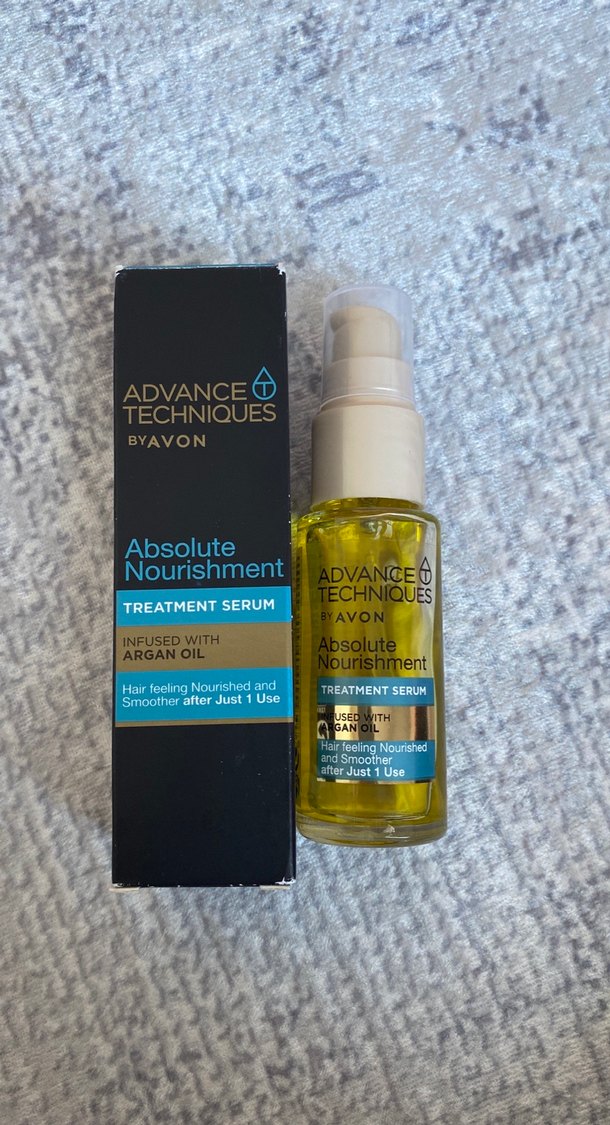 ADVANCE
TECHNIQUES
BY AVON
Absolute
Nourishment
TREATMENT SERUM
INFUSED WITH
ARGAN OIL
Hair feeling Nourished and
Smoother after Just 1 Use
ADVANCE
TECHNIQUES
BY AVON
Absolute
Nourishment
TREATMENT SERUM
INFUSED WITH
ARGAN OIL
Hair feeling Nourished
and Smoother
after Just 1 Use